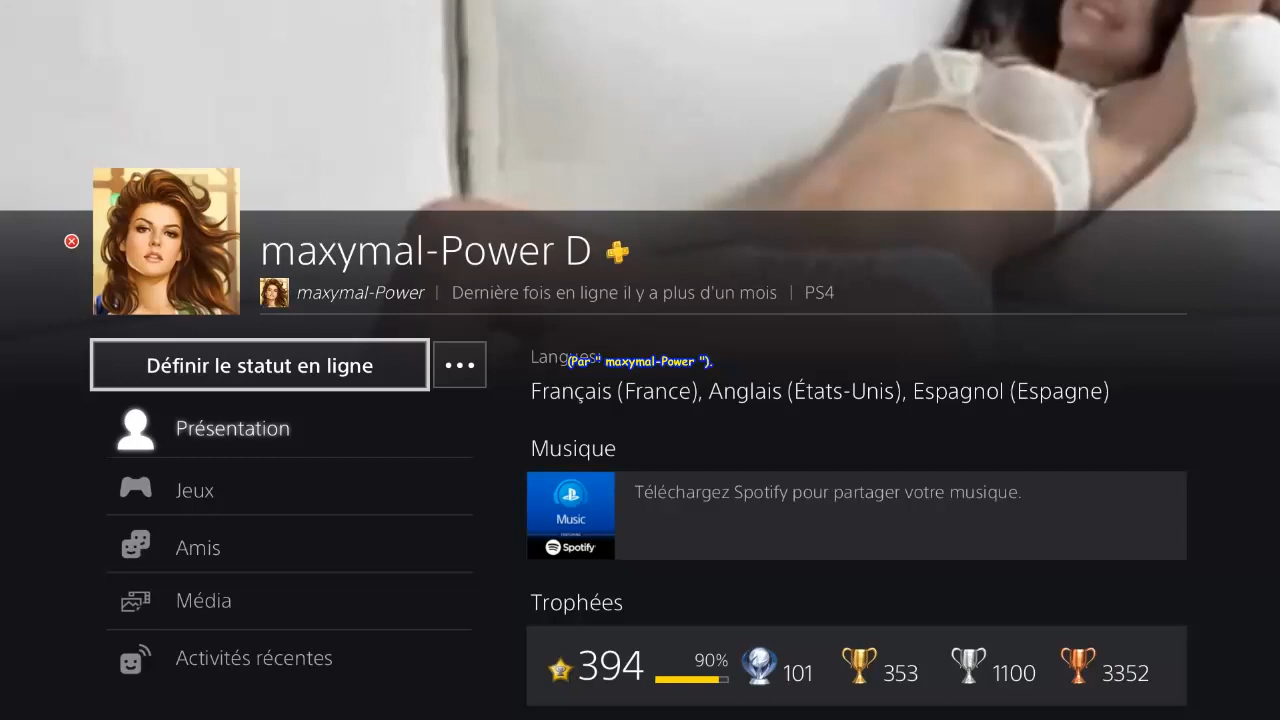 maxymal-Power D
maxymal-Power | Dernière fois en ligne il y a plus d'un mois | PS4
Définir le statut en ligne
Langues
(Par " maxymal-Power ").
Français (France), Anglais (États-Unis), Espagnol (Espagne)
Présentation
Musique
Jeux
Téléchargez Spotify pour partager votre musique.
Music
Spotify
Amis
Média
Trophées
Activités récentes
394 90% 101 353 1100 3352